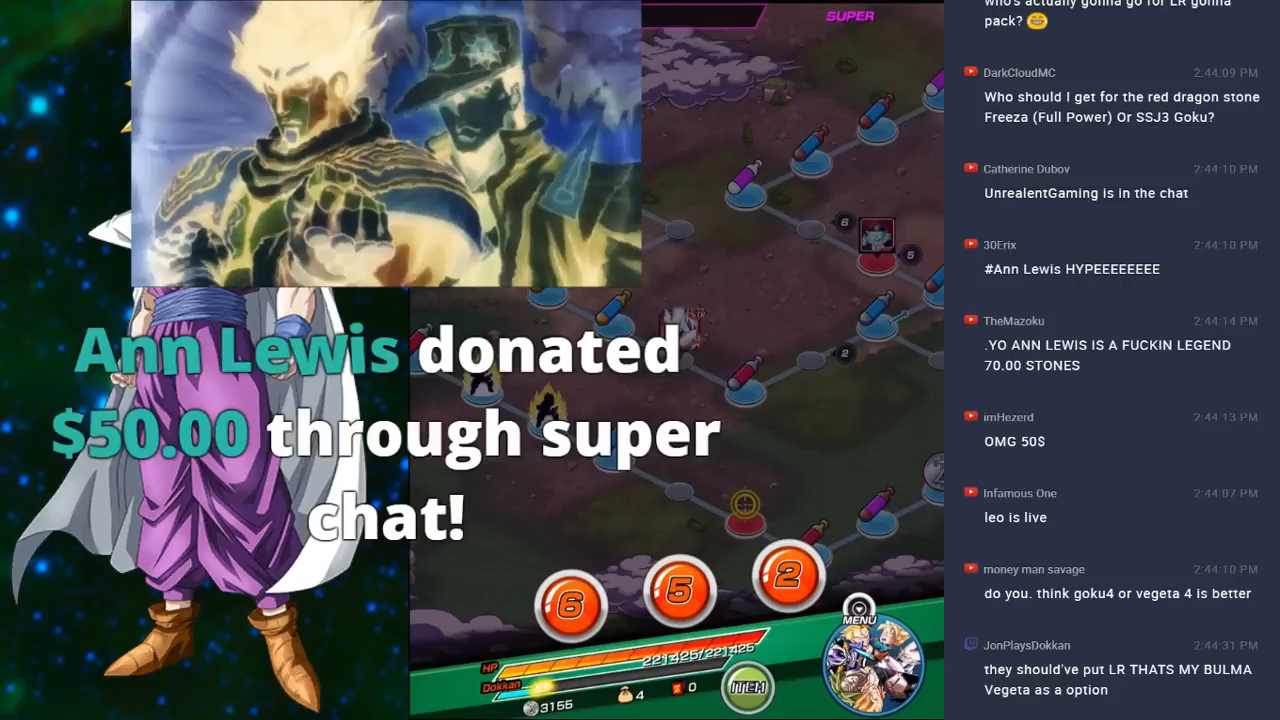 SUPER
6
5
2
Ann Lewis donated
$50.00 through super
chat!
6
5
2
MENU
HP
221425/221425
Dokkan
3155
4
0
ITEM
who's actually gonna go for LR gonna
pack? 😂
DarkCloudMC 2:44:09 PM
Who should I get for the red dragon stone
Freeza (Full Power) Or SSJ3 Goku?
Catherine Dubov 2:44:10 PM
UnrealentGaming is in the chat
30Erix 2:44:10 PM
#Ann Lewis HYPEEEEEEEE
TheMazoku 2:44:14 PM
.YO ANN LEWIS IS A FUCKIN LEGEND
70.00 STONES
imHezerd 2:44:13 PM
OMG 50$
Infamous One 2:44:07 PM
leo is live
money man savage 2:44:10 PM
do you. think goku4 or vegeta 4 is better
JonPlaysDokkan 2:44:31 PM
they should've put LR THATS MY BULMA
Vegeta as a option